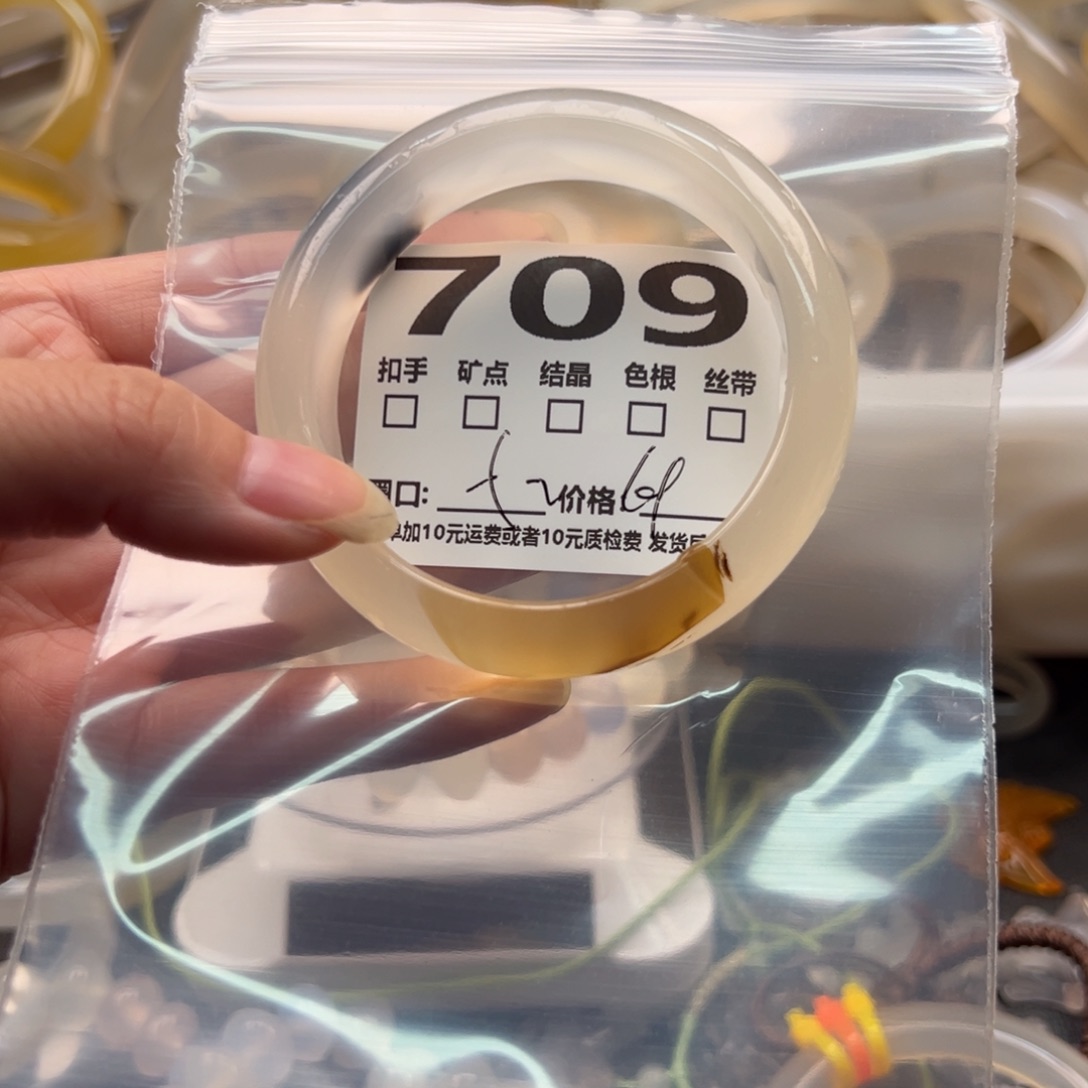 709
扣手 矿点 结晶 色根 丝带
口: 价格:
加10元运费或者10元质检费 发货